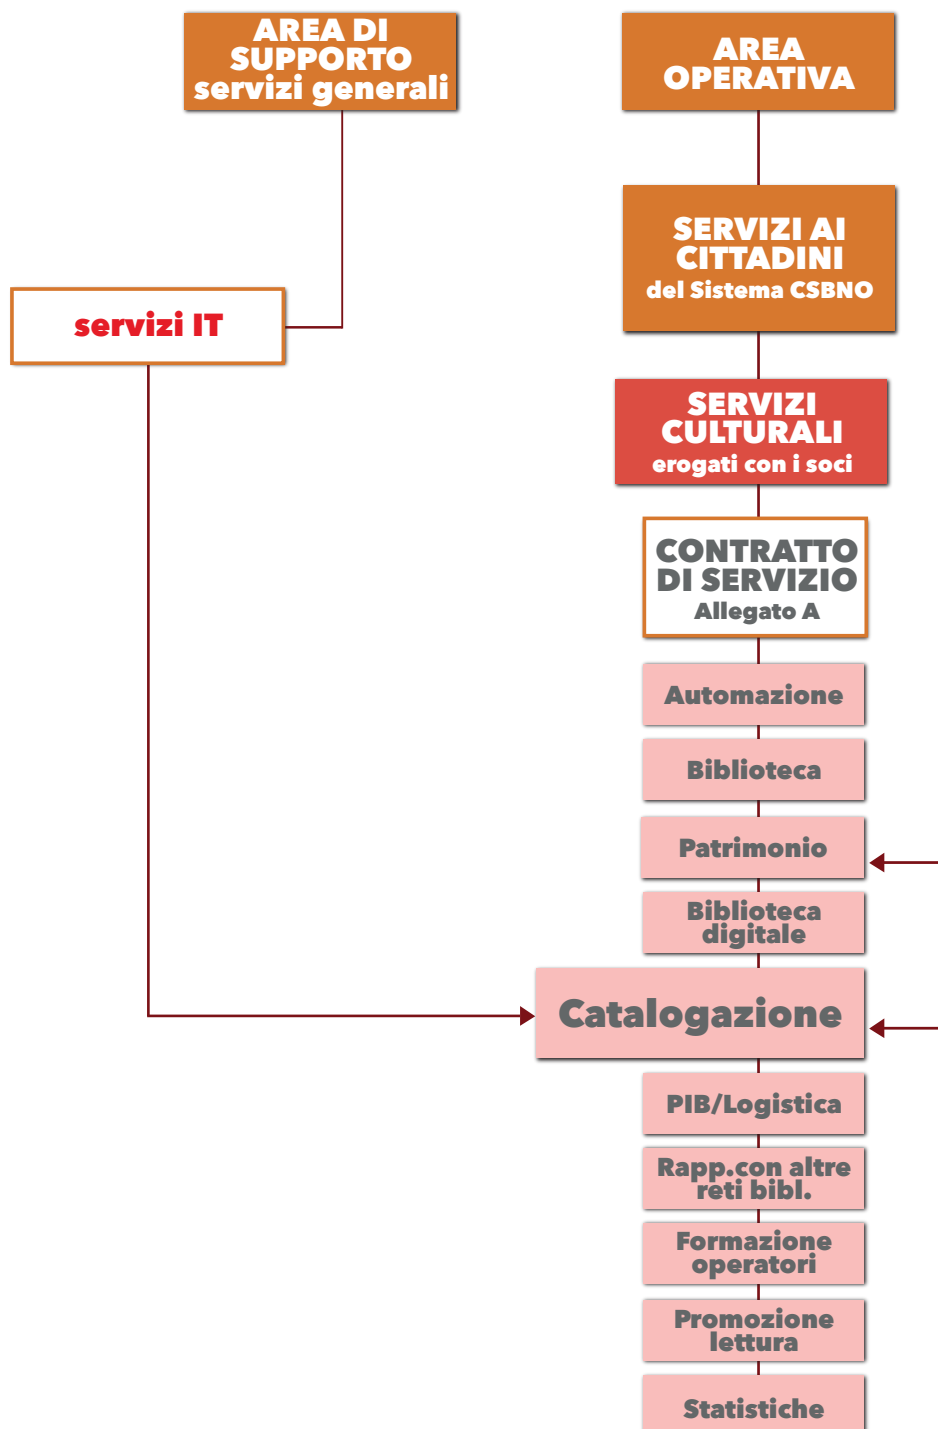 AREA DI
SUPPORTO
servizi generali
AREA
OPERATIVA
SERVIZI AI
CITTADINI
del Sistema CSBNO
servizi IT
SERVIZI
CULTURALI
erogati con i soci
CONTRATTO
DI SERVIZIO
Allegato A
Automazione
Biblioteca
Patrimonio
Biblioteca
digitale
Catalogazione
PIB/Logistica
Rapp.con altre
reti bibl.
Formazione
operatori
Promozione
lettura
Statistiche